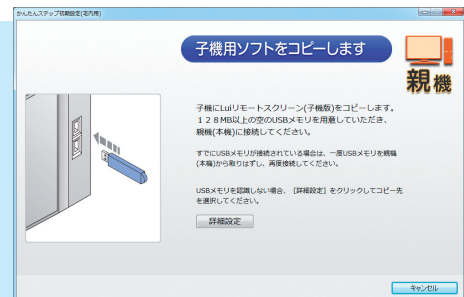 かんたんステップ初期設定(宅内用)
子機用ソフトをコピーします
親機
子機にLuiリモートスクリーン(子機版)をコピーします。
１２８MB以上の空のUSBメモリを用意していただき、
親機(本機)に接続してください。
すでにUSBメモリが接続されている場合は、一度USBメモリを親機
(本機)から取りはずし、再度接続してください。
USBメモリを認識しない場合、[詳細設定]をクリックしてコピー先
を選択してください。
詳細設定
キャンセル